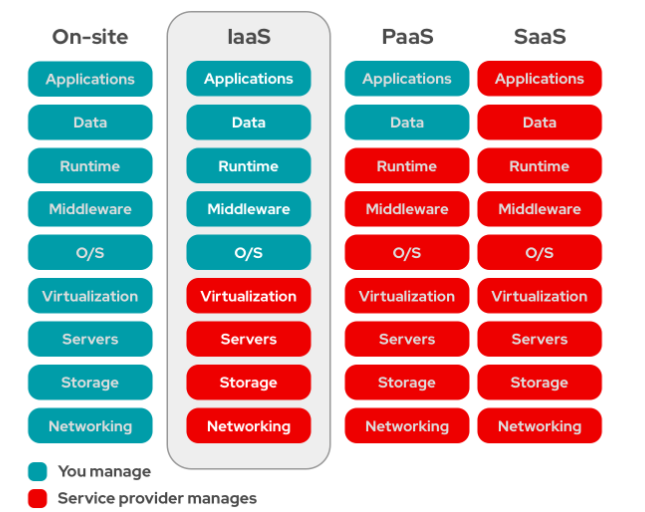 On-site IaaS PaaS SaaS
Applications Applications Applications Applications
Data Data Data Data
Runtime Runtime Runtime Runtime
Middleware Middleware Middleware Middleware
O/S O/S O/S O/S
Virtualization Virtualization Virtualization Virtualization
Servers Servers Servers Servers
Storage Storage Storage Storage
Networking Networking Networking Networking
You manage
Service provider manages